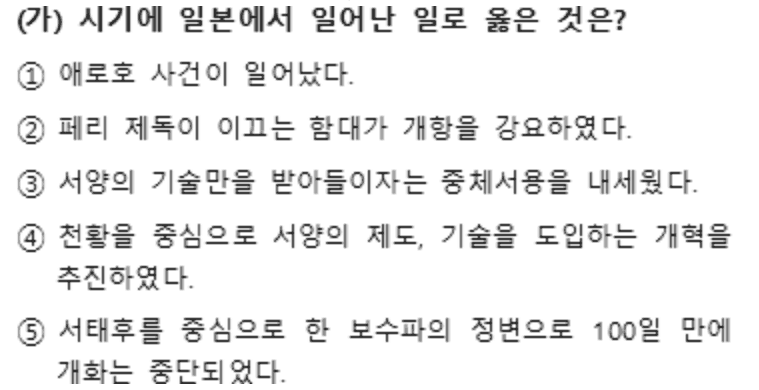 (가) 시기에 일본에서 일어난 일로 옳은 것은?
① 애로호 사건이 일어났다.
② 페리 제독이 이끄는 함대가 개항을 강요하였다.
③ 서양의 기술만을 받아들이자는 중체서용을 내세웠다.
④ 천황을 중심으로 서양의 제도, 기술을 도입하는 개혁을
추진하였다.
⑤ 서태후를 중심으로 한 보수파의 정변으로 100일 만에
개화는 중단되었다.